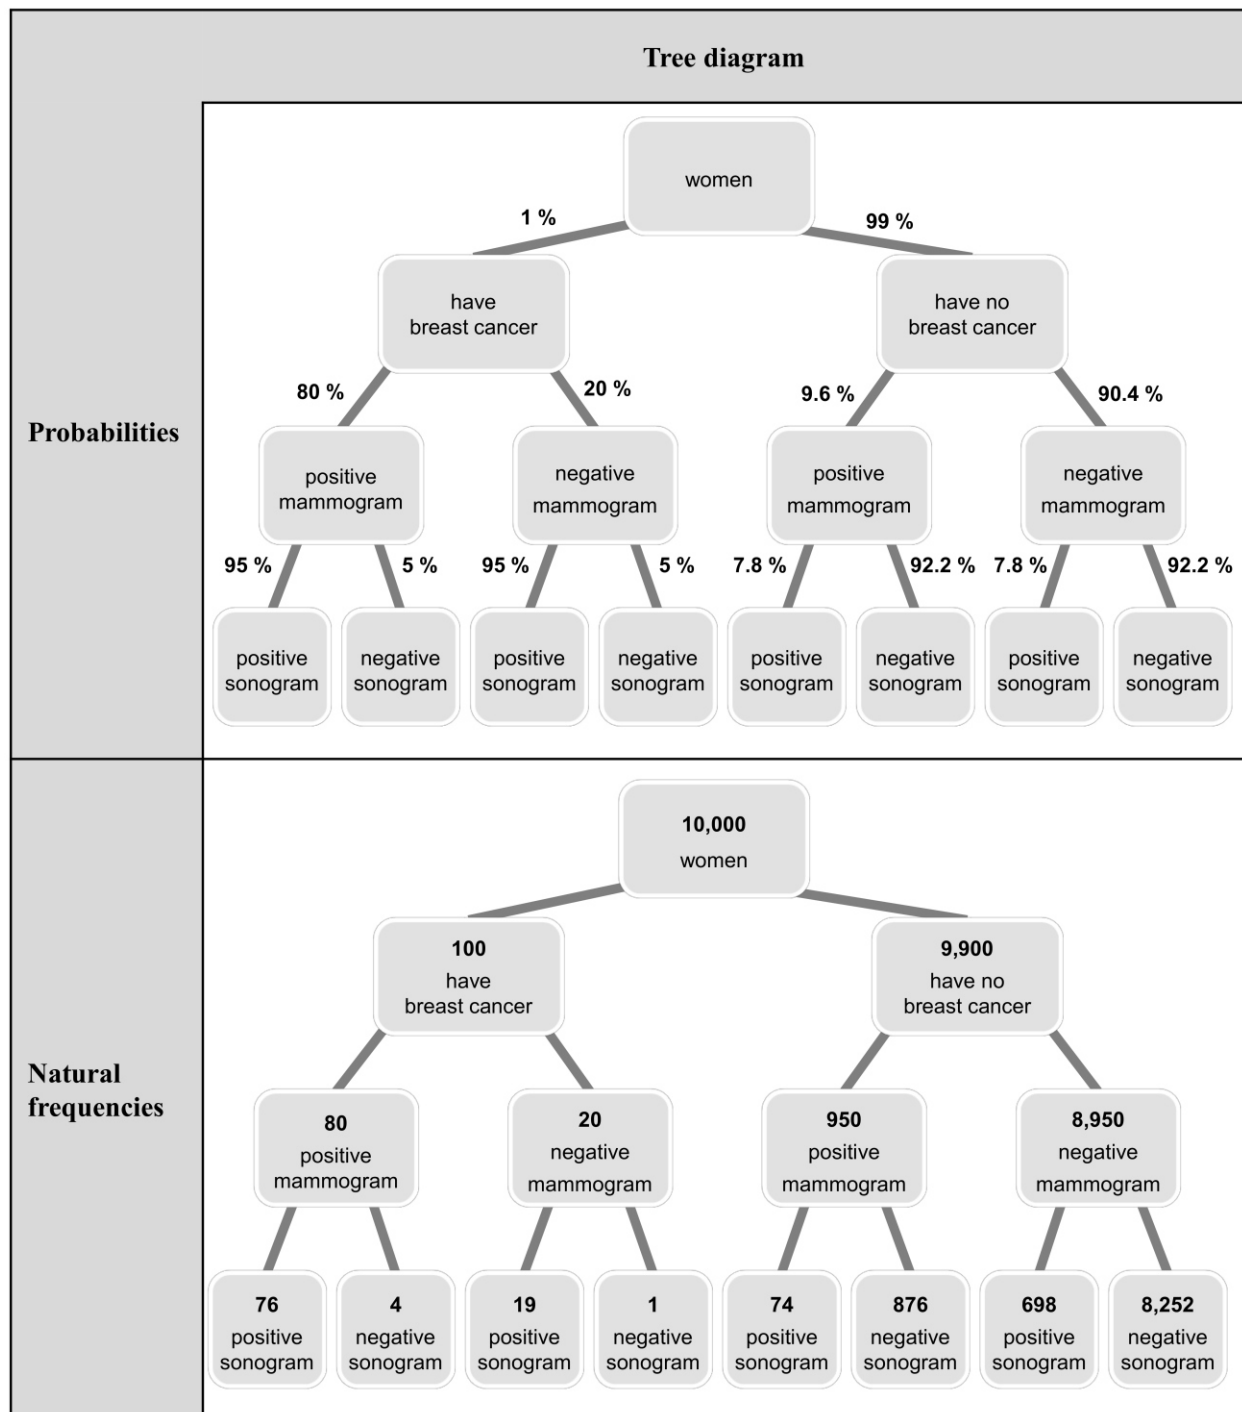 Tree diagram
Probabilities
women
1 %
99 %
have
breast cancer
have no
breast cancer
80 %
20 %
9.6 %
90.4 %
positive
mammogram
negative
mammogram
positive
mammogram
negative
mammogram
95 %
5 %
95 %
5 %
7.8 %
92.2 %
7.8 %
92.2 %
positive
sonogram
negative
sonogram
positive
sonogram
negative
sonogram
positive
sonogram
negative
sonogram
positive
sonogram
negative
sonogram
Natural
frequencies
10,000
women
100
have
breast cancer
9,900
have no
breast cancer
80
positive
mammogram
20
negative
mammogram
950
positive
mammogram
8,950
negative
mammogram
76
positive
sonogram
4
negative
sonogram
19
positive
sonogram
1
negative
sonogram
74
positive
sonogram
876
negative
sonogram
698
positive
sonogram
8,252
negative
sonogram